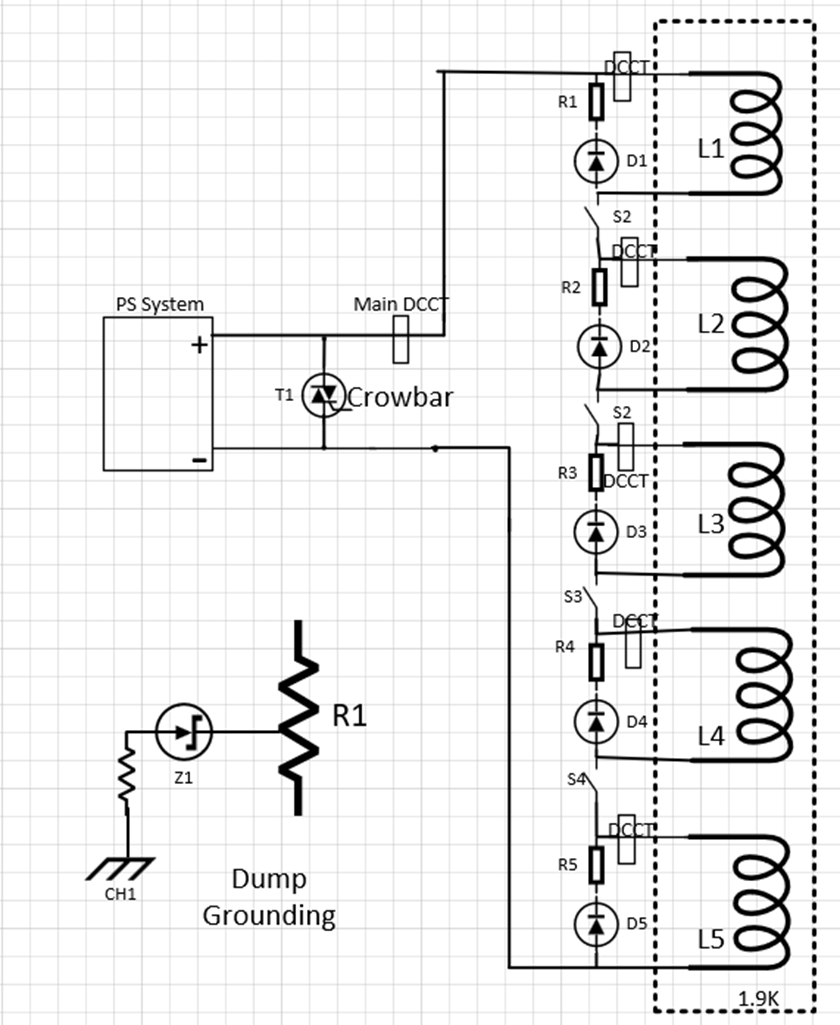 DCCT
R1
D1
L1
S2
DCCT
R2
D2
L2
PS System
Main DCCT
+
−
T1
Crowbar
S2
R3
DCCT
D3
L3
S3
DCCT
R4
D4
L4
S4
DCCT
R5
D5
L5
1.9K
R1
Z1
CH1
Dump
Grounding